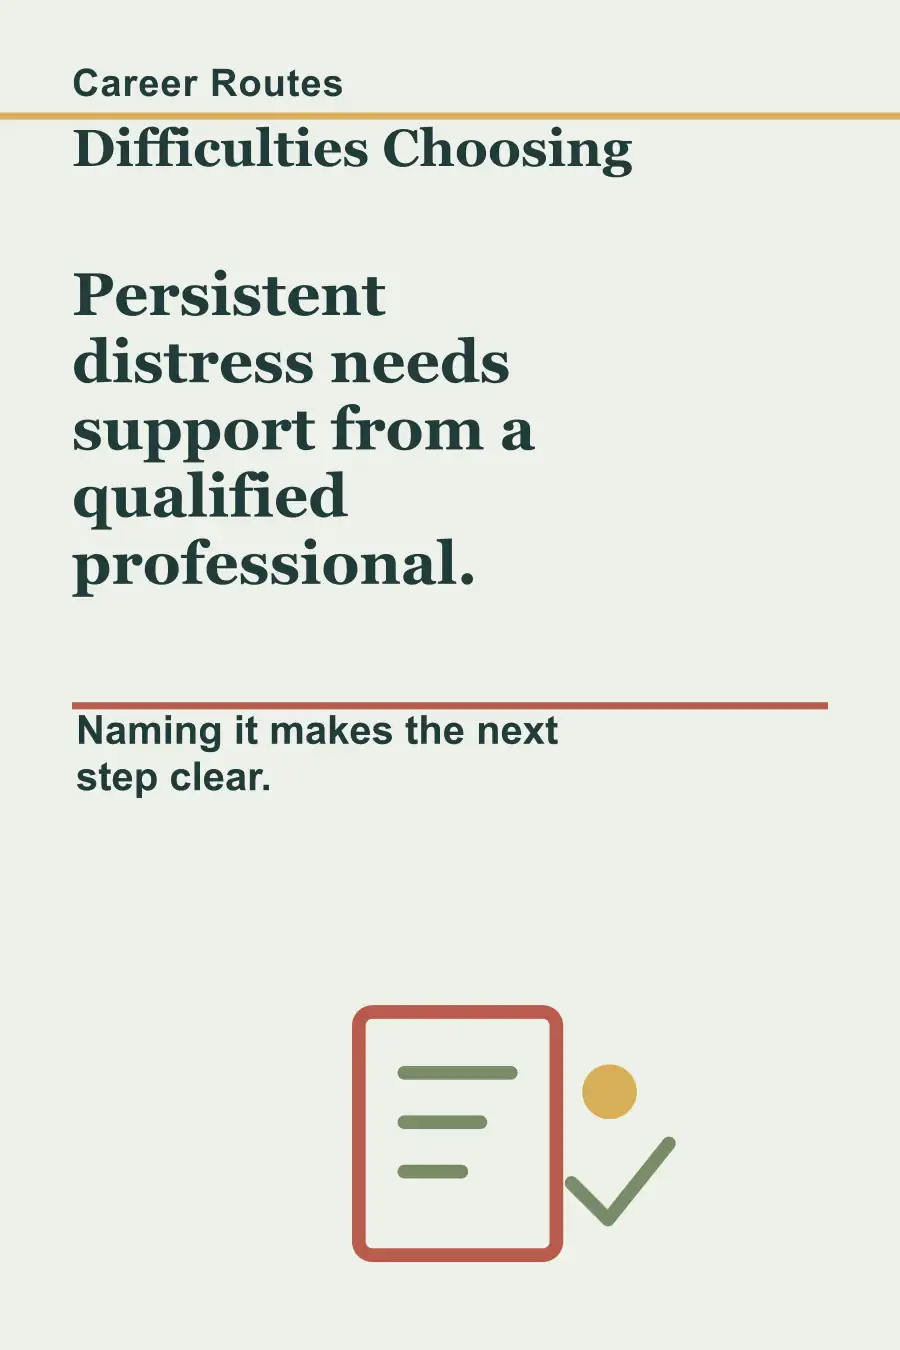 Career Routes
Difficulties Choosing
Persistent
distress needs
support from a
qualified
professional.
Naming it makes the next
step clear.